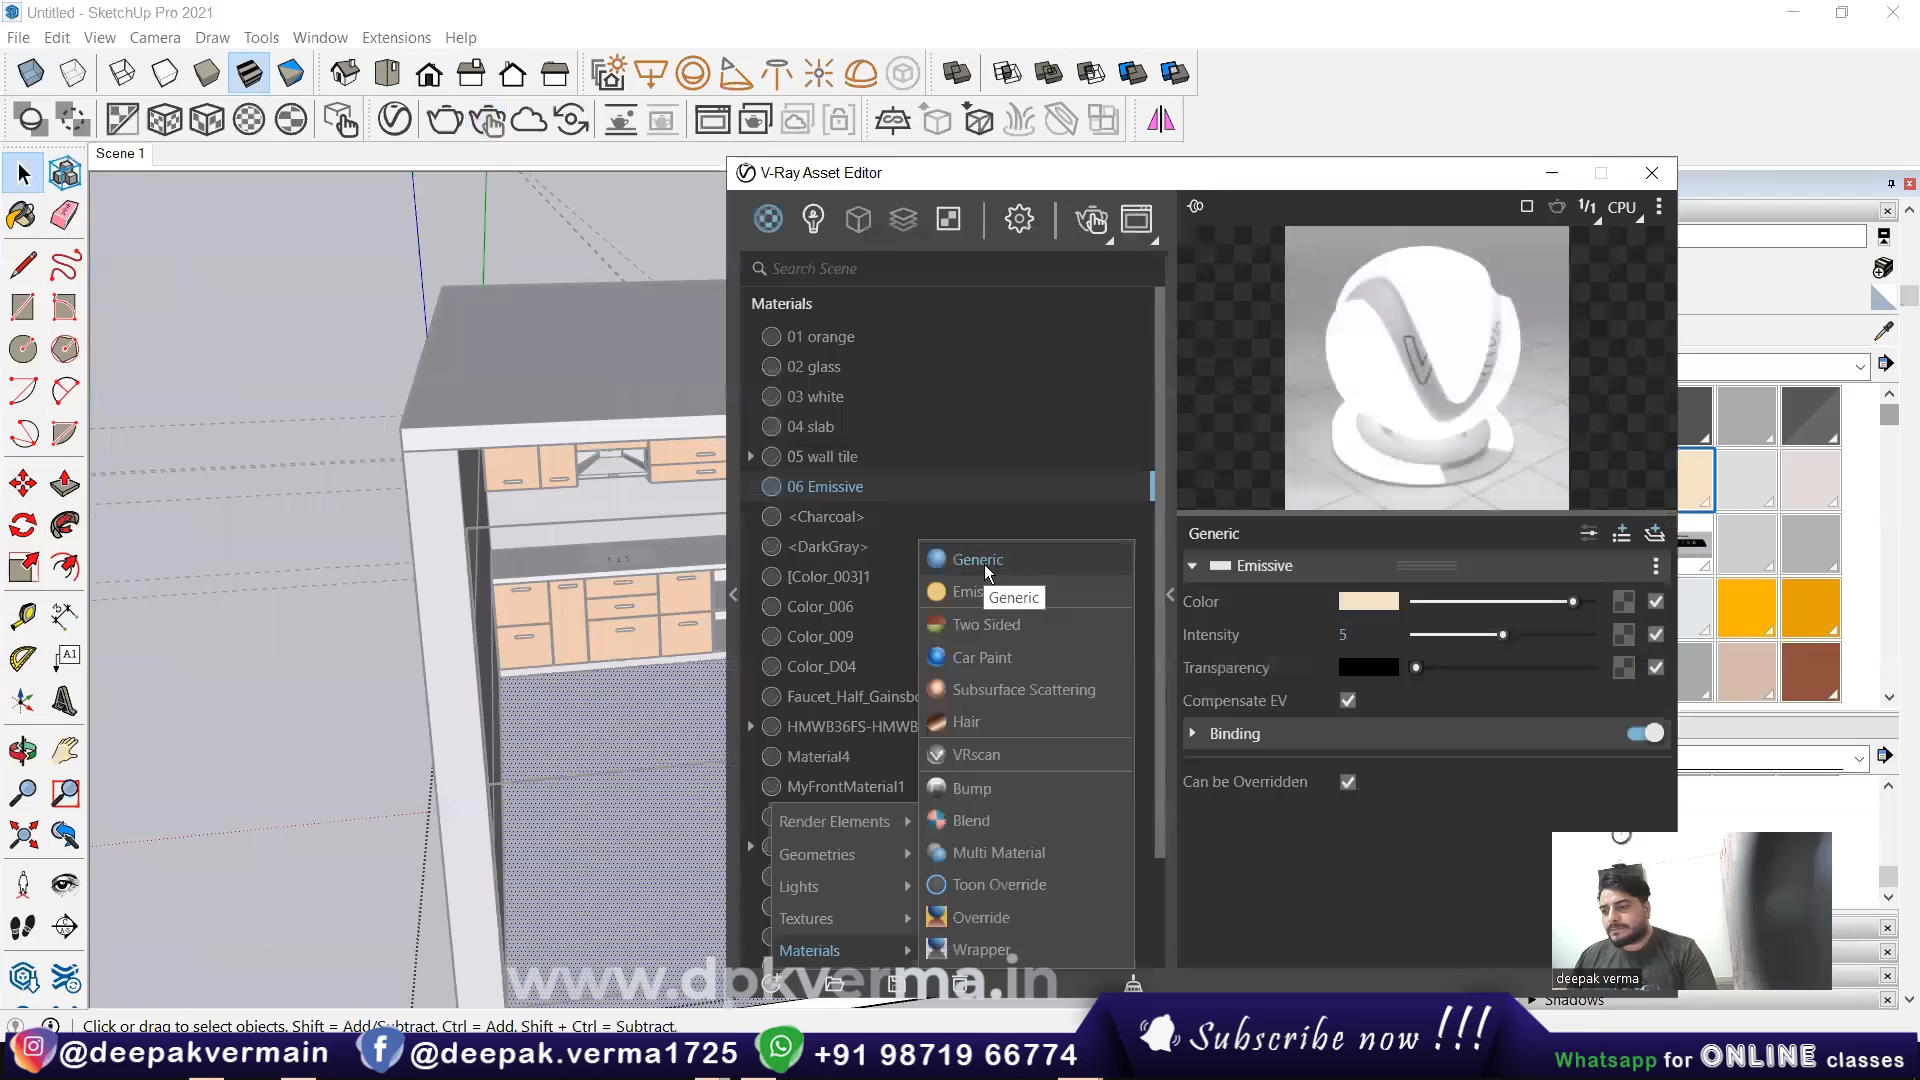 Untitled - SketchUp Pro 2021
File Edit View Camera Draw Tools Window Extensions Help
Scene 1
V-Ray Asset Editor
1/1 CPU
Search Scene
Materials
01 orange
02 glass
03 white
04 slab
05 wall tile
06 Emissive
<Charcoal>
<DarkGray>
[Color_003]1
Color_006
Color_009
Color_D04
Faucet_Half_Gainsbo
HMWB36FS-HMWB
Material4
MyFrontMaterial1
Render Elements
Geometries
Lights
Textures
Materials
Generic
Emis
Generic
Two Sided
Car Paint
Subsurface Scattering
Hair
VRscan
Bump
Blend
Multi Material
Toon Override
Override
Wrapper
Generic
Emissive
Color
Intensity 5
Transparency
Compensate EV
Binding
Can be Overridden
A1
deepak verma
Shadows
www.dpkverma.in
Click or drag to select objects. Shift = Add/Subtract. Ctrl = Add. Shift + Ctrl = Subtract.
@deepakvermain
@deepak.verma1725
+91 98719 66774
Subscribe now !!!
Whatsapp for ONLINE classes